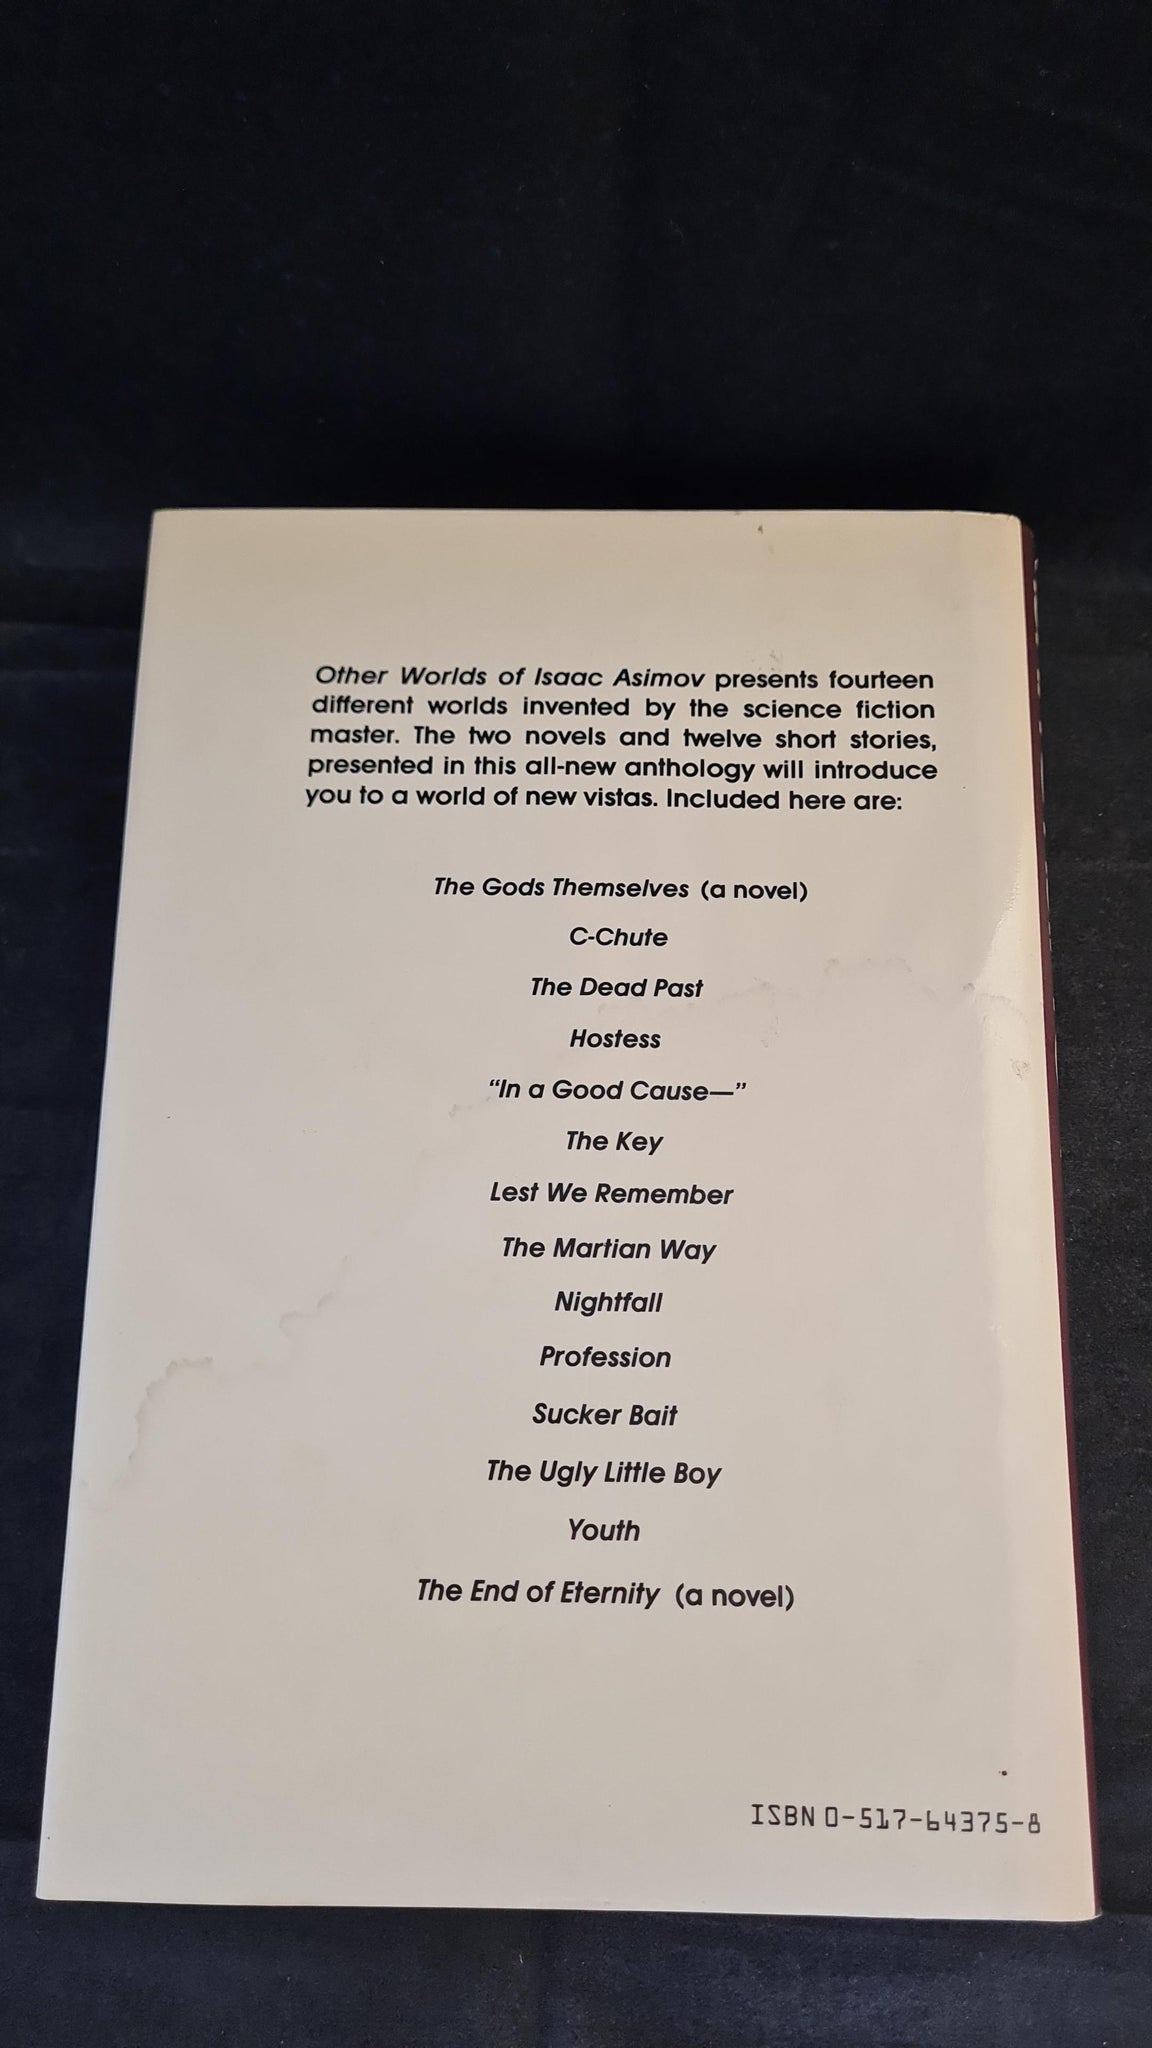 Other Worlds of Isaac Asimov presents fourteen
different worlds invented by the science fiction
master. The two novels and twelve short stories,
presented in this all-new anthology will introduce
you to a world of new vistas. Included here are:
The Gods Themselves (a novel)
C-Chute
The Dead Past
Hostess
“In a Good Cause—”
The Key
Lest We Remember
The Martian Way
Nightfall
Profession
Sucker Bait
The Ugly Little Boy
Youth
The End of Eternity (a novel)
ISBN 0-517-64375-8